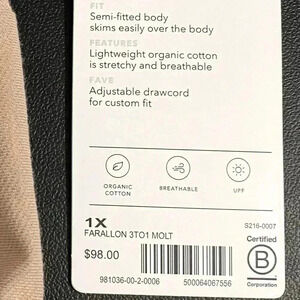 FIT
Semi-fitted body
skims easily over the body
FEATURES
Lightweight organic cotton
is stretchy and breathable
FAVE
Adjustable drawcord
for custom fit
ORGANIC
COTTON
BREATHABLE
UPF
1X
S216-0007
FARALLON 3TO1 MOLT
$98.00
Certified
B
Corporation
981036-00-2-0006
500064067556